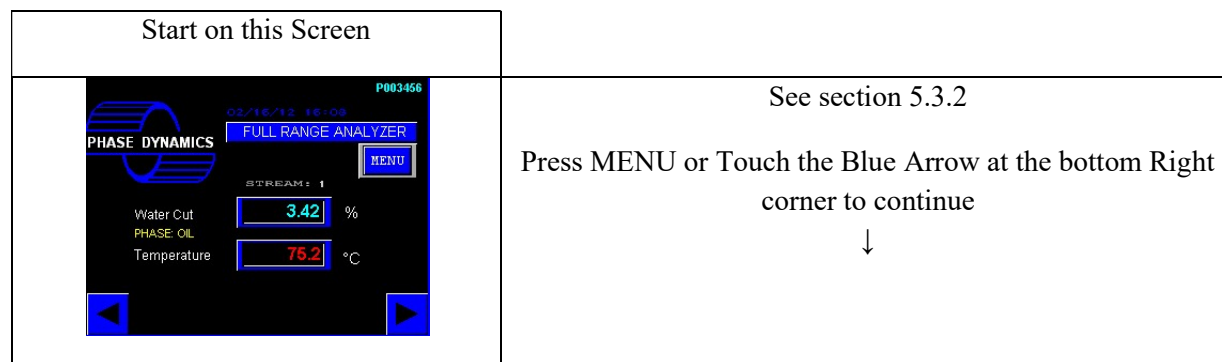 Start on this Screen
P003456
02/16/12 16:08
FULL RANGE ANALYZER
PHASE DYNAMICS
MENU
STREAM: 1
Water Cut 3.42 %
PHASE: OIL
Temperature 75.2 °C
See section 5.3.2
Press MENU or Touch the Blue Arrow at the bottom Right
corner to continue
↓